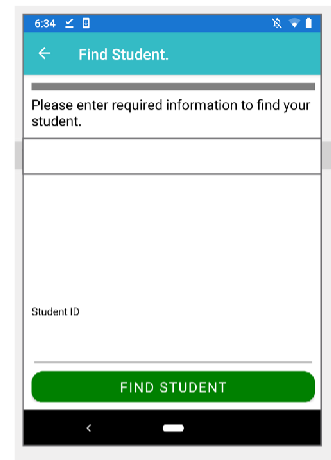 6:34
Find Student.
Please enter required information to find your
student.
Student ID
FIND STUDENT